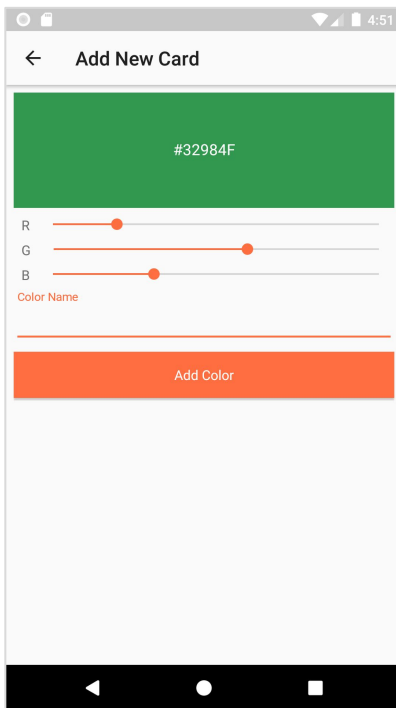 4:51
Add New Card
#32984F
R
G
B
Color Name
Add Color